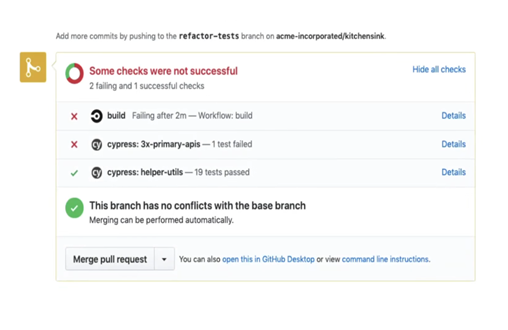 Add more commits by pushing to the refactor-tests branch on acme-incorporated/kitchensink.
Some checks were not successful
Hide all checks
2 failing and 1 successful checks
build Failing after 2m — Workflow: build
Details
cy cypress: 3x-primary-apis — 1 test failed
Details
cy cypress: helper-utils — 19 tests passed
Details
This branch has no conflicts with the base branch
Merging can be performed automatically.
Merge pull request
You can also open this in GitHub Desktop or view command line instructions.